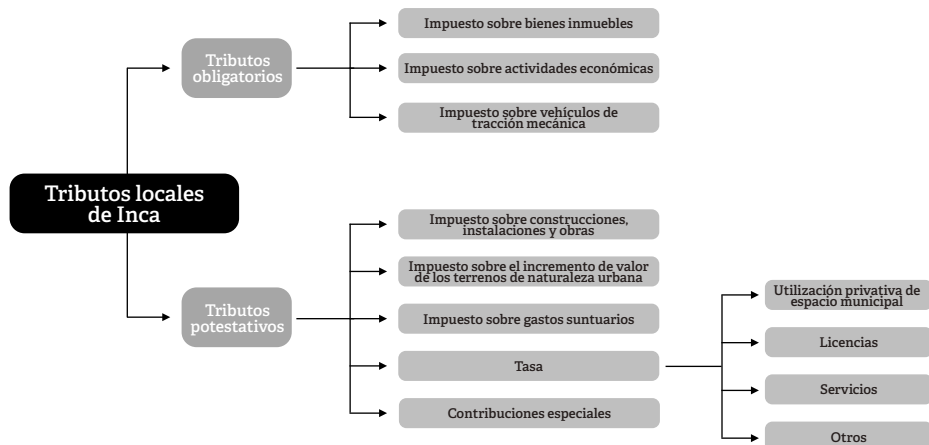 Tributos locales
de Inca
Tributos
obligatorios
Impuesto sobre bienes inmuebles
Impuesto sobre actividades económicas
Impuesto sobre vehículos de
tracción mecánica
Tributos
potestativos
Impuesto sobre construcciones,
instalaciones y obras
Impuesto sobre el incremento de valor
de los terrenos de naturaleza urbana
Impuesto sobre gastos suntuarios
Tasa
Contribuciones especiales
Utilización privativa de
espacio municipal
Licencias
Servicios
Otros